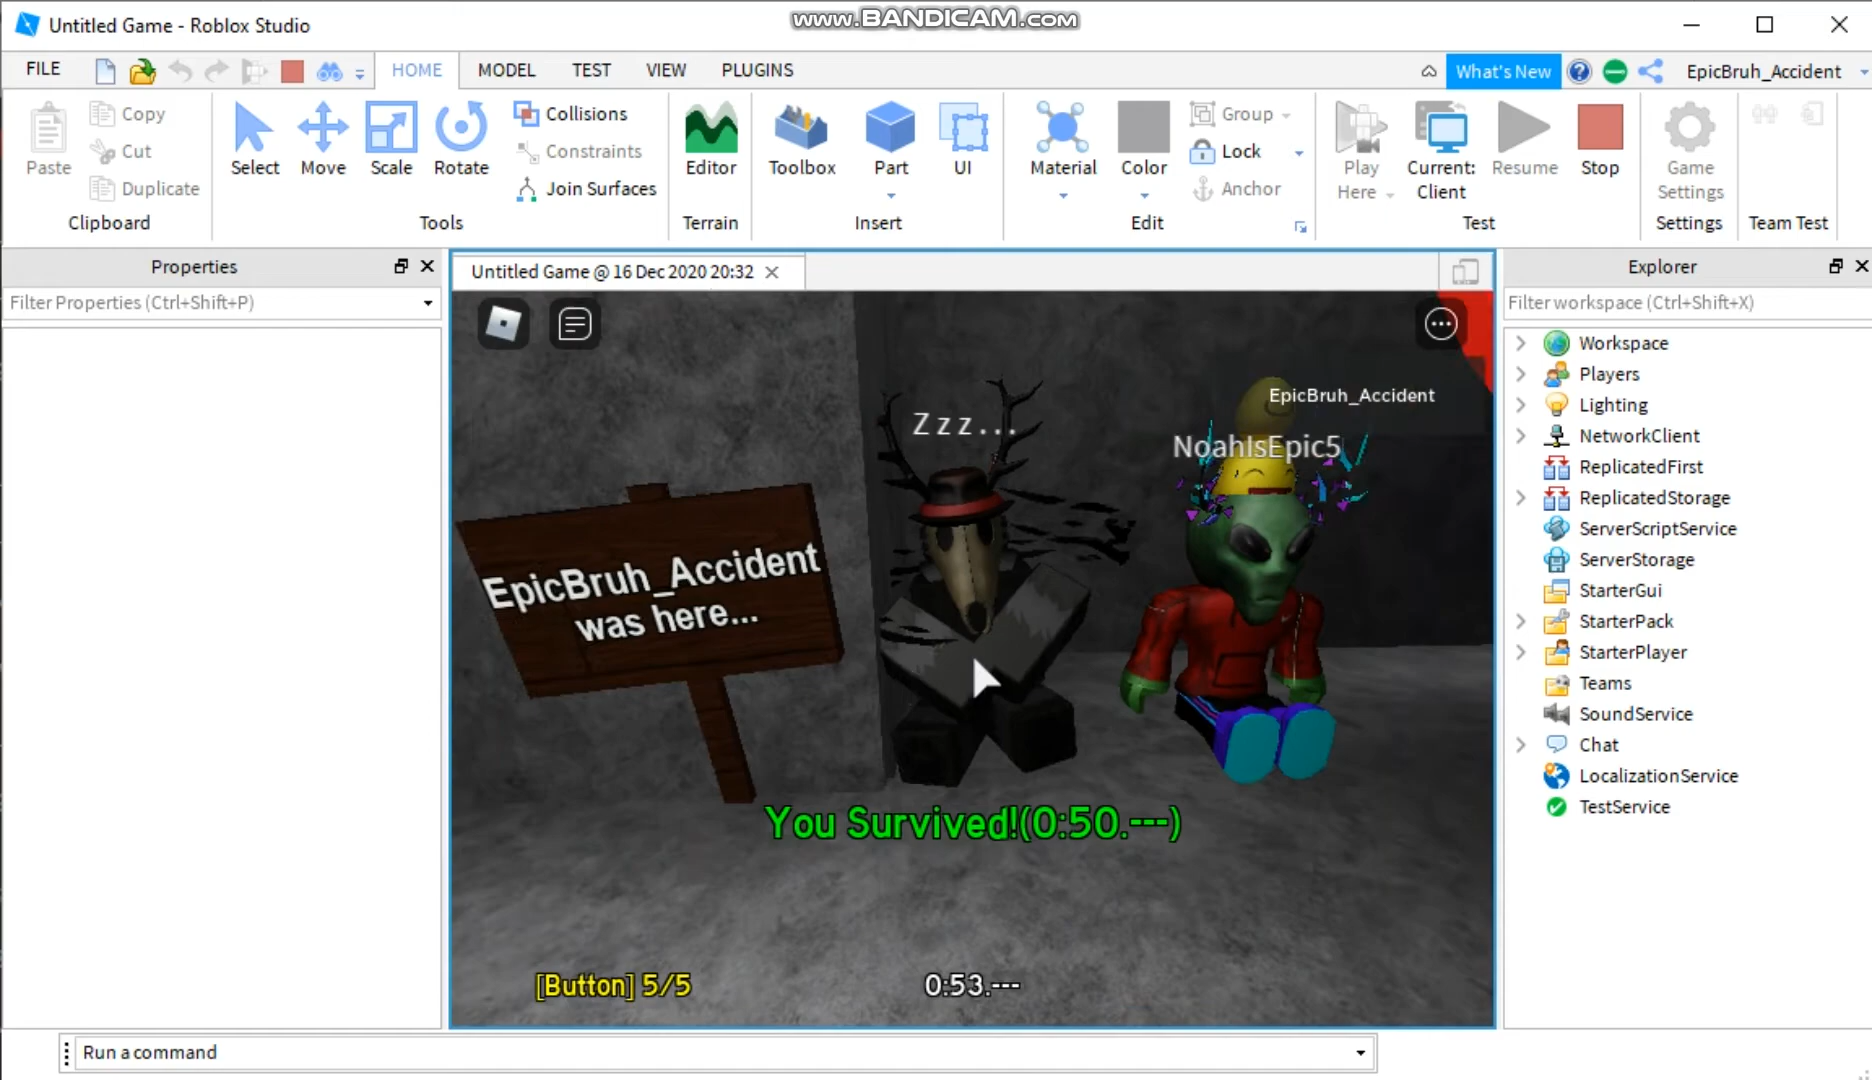 Untitled Game - Roblox Studio
www.BANDICAM.com
FILE
HOME
MODEL
TEST
VIEW
PLUGINS
What's New
EpicBruh_Accident
Paste
Copy
Cut
Duplicate
Clipboard
Select
Move
Scale
Rotate
Collisions
Constraints
Join Surfaces
Tools
Editor
Terrain
Toolbox
Part
UI
Insert
Material
Color
Group
Lock
Anchor
Edit
Play
Here
Current:
Client
Resume
Stop
Test
Game
Settings
Settings
Team Test
Properties
Filter Properties (Ctrl+Shift+P)
Untitled Game @ 16 Dec 2020 20:32
EpicBruh_Accident
Zzz...
NoahIsEpic5
EpicBruh_Accident
was here...
You Survived!(0:50.---)
[Button] 5/5
0:53.---
Explorer
Filter workspace (Ctrl+Shift+X)
Workspace
Players
Lighting
NetworkClient
ReplicatedFirst
ReplicatedStorage
ServerScriptService
ServerStorage
StarterGui
StarterPack
StarterPlayer
Teams
SoundService
Chat
LocalizationService
TestService
Run a command